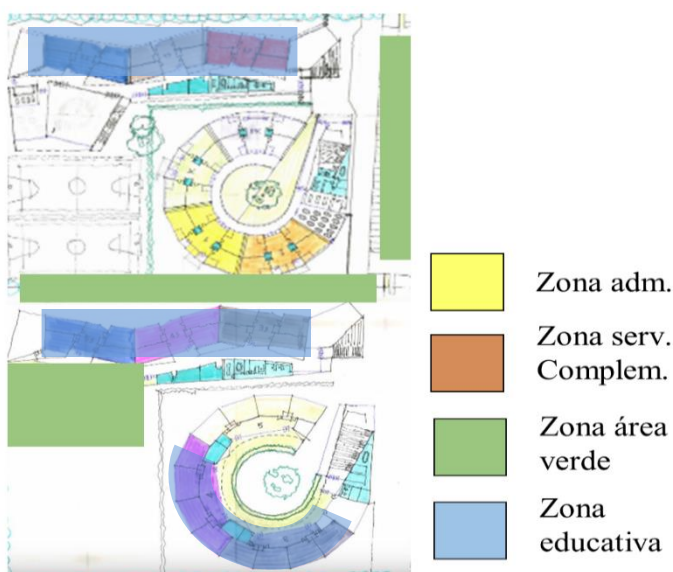 Zona adm.
Zona serv.
Complem.
Zona área
verde
Zona
educativa